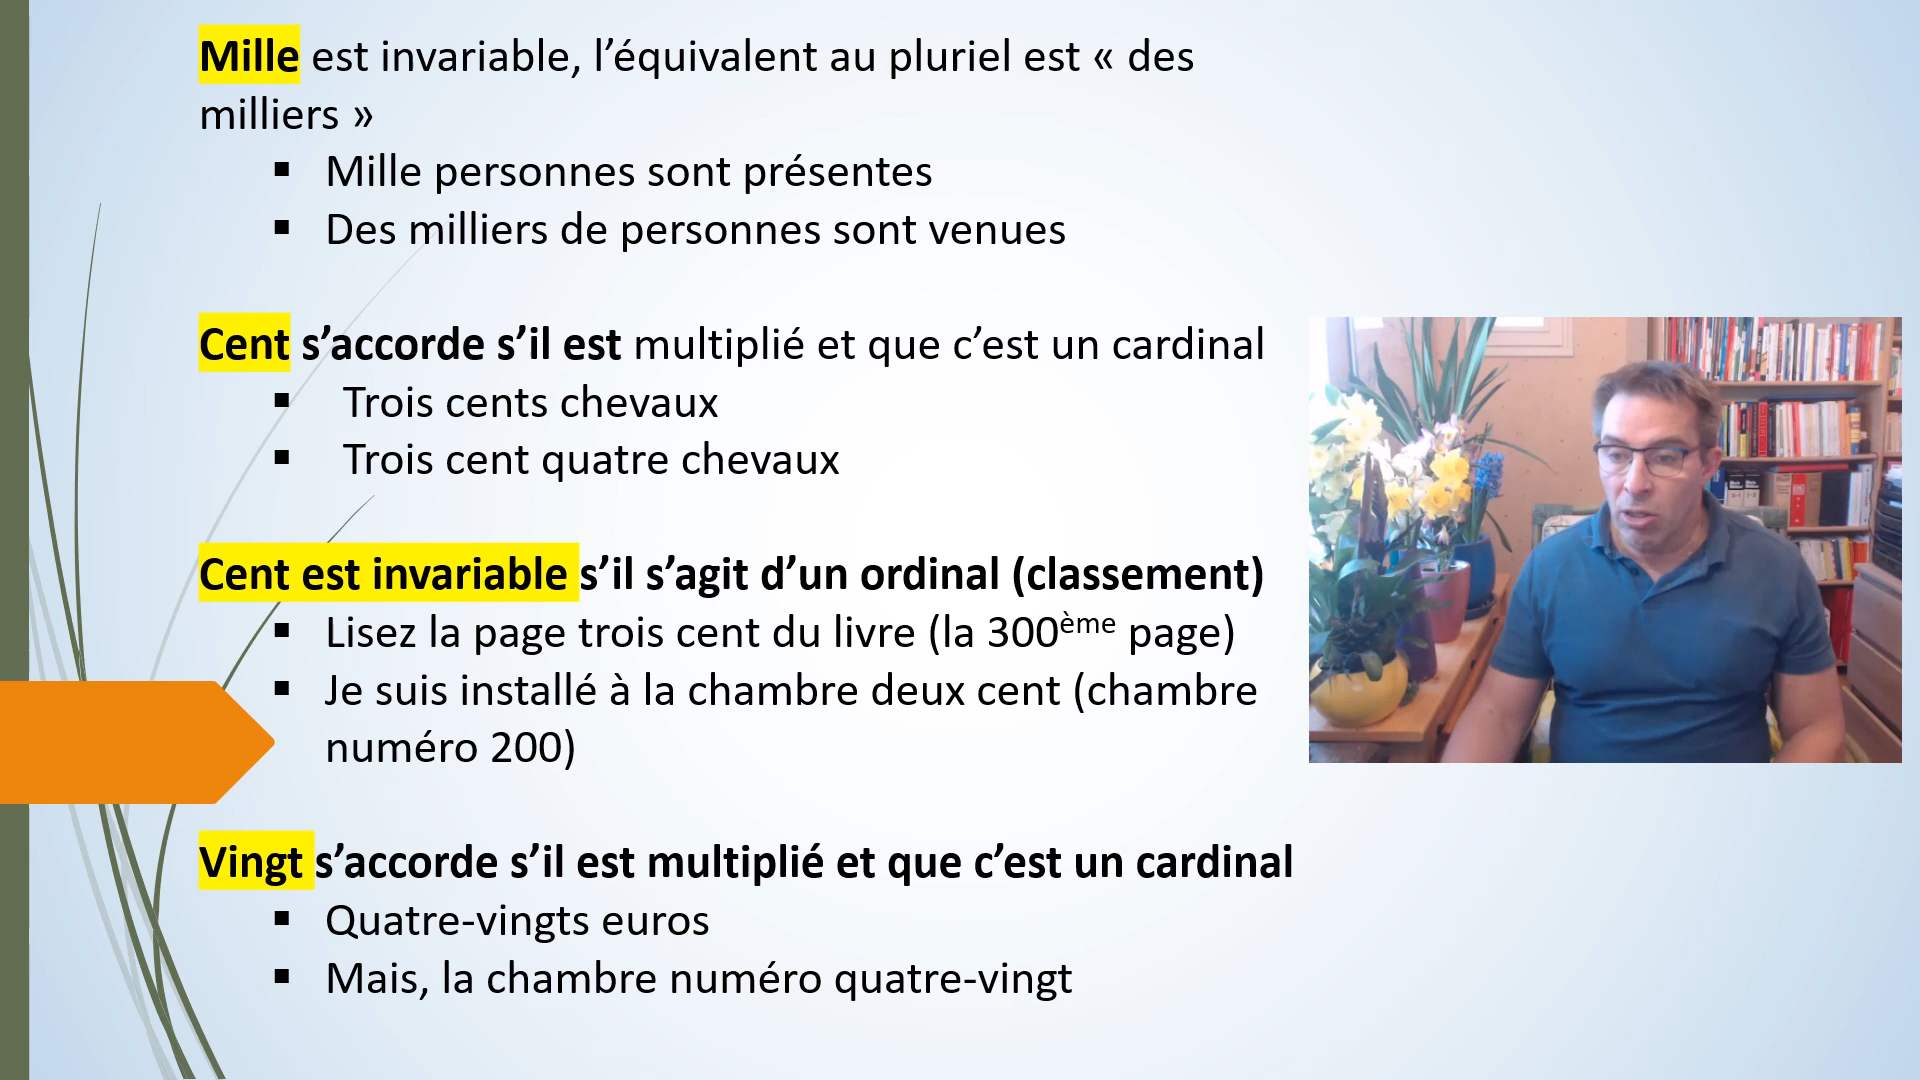 Mille est invariable, l’équivalent au pluriel est « des
milliers »
▪ Mille personnes sont présentes
▪ Des milliers de personnes sont venues
Cent s’accorde s’il est multiplié et que c’est un cardinal
▪ Trois cents chevaux
▪ Trois cent quatre chevaux
Cent est invariable s’il s’agit d’un ordinal (classement)
▪ Lisez la page trois cent du livre (la 300ème page)
▪ Je suis installé à la chambre deux cent (chambre
numéro 200)
Vingt s’accorde s’il est multiplié et que c’est un cardinal
▪ Quatre-vingts euros
▪ Mais, la chambre numéro quatre-vingt